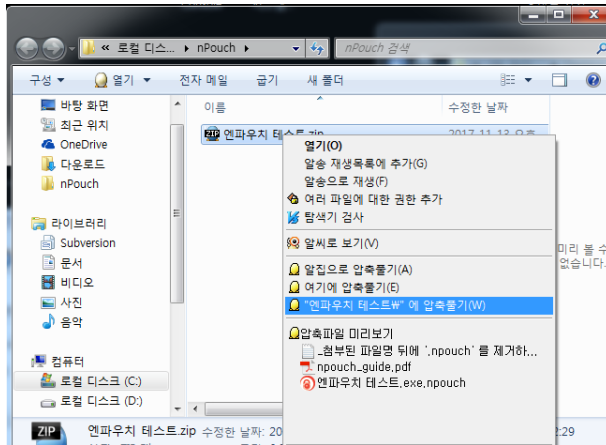 « 로컬 디스... ▸ nPouch ▸
nPouch 검색
구성 ▼ 열기 ▼ 전자 메일 굽기 새 폴더
바탕 화면
최근 위치
OneDrive
다운로드
nPouch
라이브러리
Subversion
문서
비디오
사진
음악
컴퓨터
로컬 디스크 (C:)
로컬 디스크 (D:)
이름 수정한 날짜
엔파우치 테스트.zip 2017-11-13 오후
열기(O)
알송 재생목록에 추가(G)
알송으로 재생(F)
여러 파일에 대한 권한 추가
탐색기 검사
알씨로 보기(V)
알집으로 압축풀기(A)
여기에 압축풀기(E)
"엔파우치 테스트₩" 에 압축풀기(W)
압축파일 미리보기
_첨부된 파일명 뒤에 '.npouch' 를 제거하...
npouch_guide.pdf
엔파우치 테스트.exe.npouch
미리 볼 수
없습니다.
ZIP 엔파우치 테스트.zip 수정한 날짜: 20
2:29